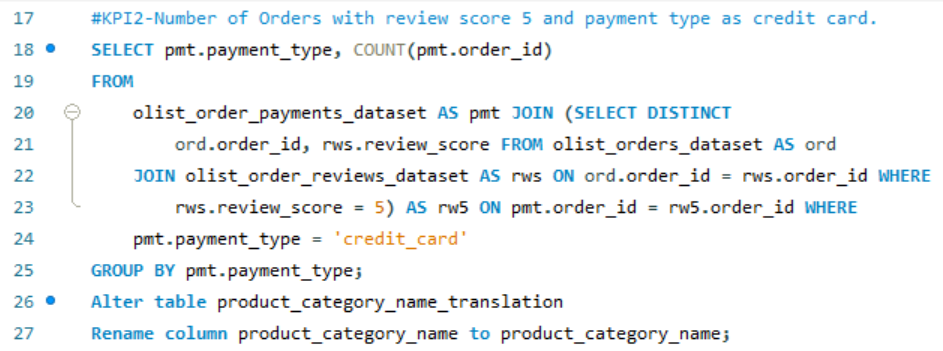 17 #KPI2-Number of Orders with review score 5 and payment type as credit card.
18 SELECT pmt.payment_type, COUNT(pmt.order_id)
19 FROM
20 olist_order_payments_dataset AS pmt JOIN (SELECT DISTINCT
21 ord.order_id, rws.review_score FROM olist_orders_dataset AS ord
22 JOIN olist_order_reviews_dataset AS rws ON ord.order_id = rws.order_id WHERE
23 rws.review_score = 5) AS rw5 ON pmt.order_id = rw5.order_id WHERE
24 pmt.payment_type = 'credit_card'
25 GROUP BY pmt.payment_type;
26 Alter table product_category_name_translation
27 Rename column product_category_name to product_category_name;